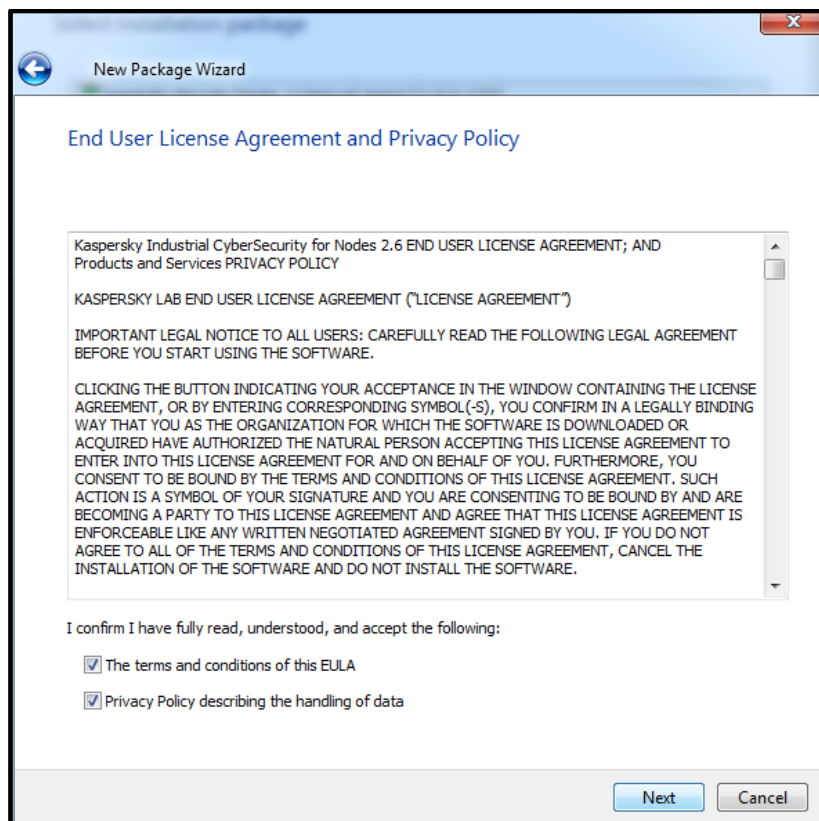 Select installation package
New Package Wizard
End User License Agreement and Privacy Policy
Kaspersky Industrial CyberSecurity for Nodes 2.6 END USER LICENSE AGREEMENT; AND
Products and Services PRIVACY POLICY
KASPERSKY LAB END USER LICENSE AGREEMENT ("LICENSE AGREEMENT")
IMPORTANT LEGAL NOTICE TO ALL USERS: CAREFULLY READ THE FOLLOWING LEGAL AGREEMENT
BEFORE YOU START USING THE SOFTWARE.
CLICKING THE BUTTON INDICATING YOUR ACCEPTANCE IN THE WINDOW CONTAINING THE LICENSE
AGREEMENT, OR BY ENTERING CORRESPONDING SYMBOL(-S), YOU CONFIRM IN A LEGALLY BINDING
WAY THAT YOU AS THE ORGANIZATION FOR WHICH THE SOFTWARE IS DOWNLOADED OR
ACQUIRED HAVE AUTHORIZED THE NATURAL PERSON ACCEPTING THIS LICENSE AGREEMENT TO
ENTER INTO THIS LICENSE AGREEMENT FOR AND ON BEHALF OF YOU. FURTHERMORE, YOU
CONSENT TO BE BOUND BY THE TERMS AND CONDITIONS OF THIS LICENSE AGREEMENT. SUCH
ACTION IS A SYMBOL OF YOUR SIGNATURE AND YOU ARE CONSENTING TO BE BOUND BY AND ARE
BECOMING A PARTY TO THIS LICENSE AGREEMENT AND AGREE THAT THIS LICENSE AGREEMENT IS
ENFORCEABLE LIKE ANY WRITTEN NEGOTIATED AGREEMENT SIGNED BY YOU. IF YOU DO NOT
AGREE TO ALL OF THE TERMS AND CONDITIONS OF THIS LICENSE AGREEMENT, CANCEL THE
INSTALLATION OF THE SOFTWARE AND DO NOT INSTALL THE SOFTWARE.
I confirm I have fully read, understood, and accept the following:
The terms and conditions of this EULA
Privacy Policy describing the handling of data
Next Cancel